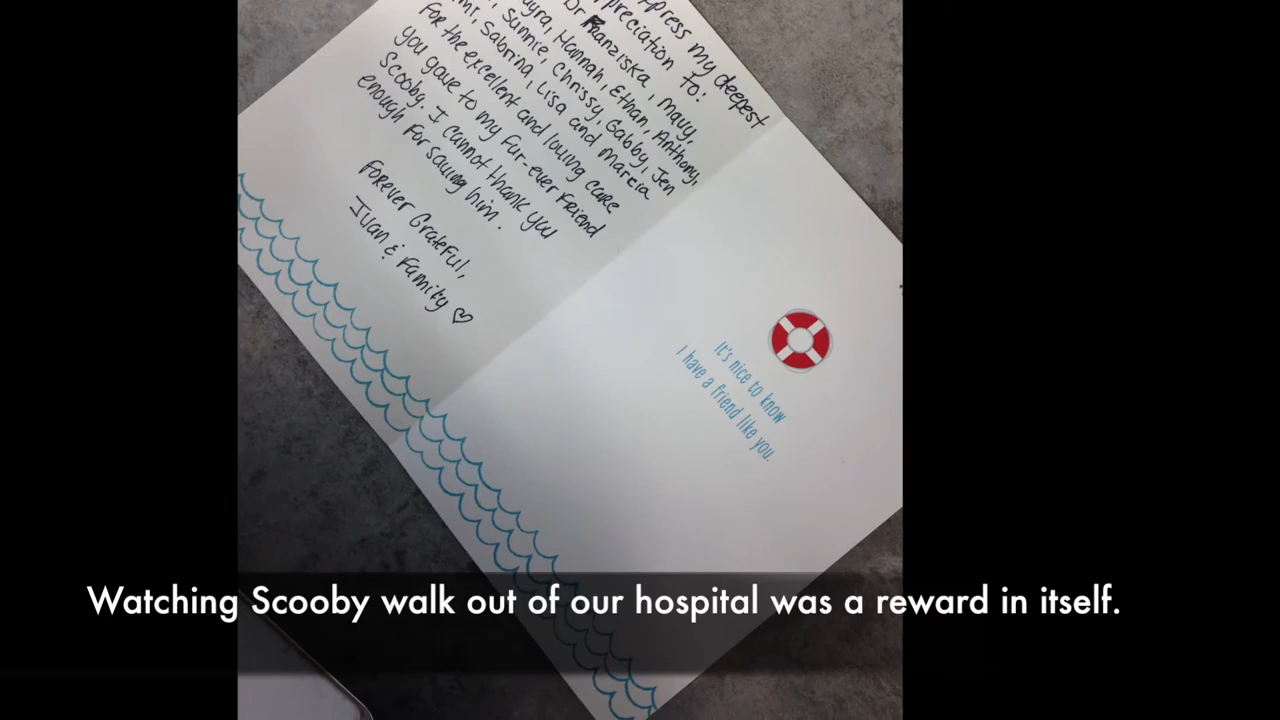 press my deepest
preciation to:
Dr Franziska, Mavy,
ayra, Hannah, Ethan, Anthony,
Sunnie, Chrissy, Gabby, Jen
mi, Sabrina, Lisa and Marcia
for the excellent and loving care
you gave to my fur-ever friend
Scooby. I cannot thank you
enough for saving him.
Forever Grateful,
Ivan & Family
It's nice to know
I have a friend like you.
Watching Scooby walk out of our hospital was a reward in itself.